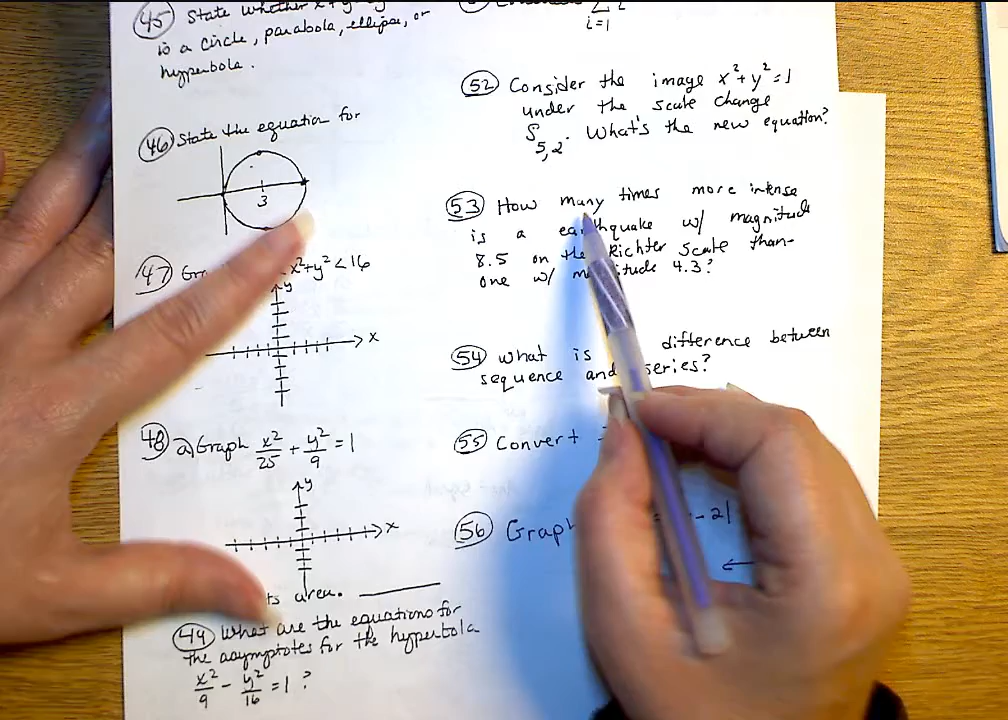 45 State whether
is a circle, parabola, ellipse, or
hyperbola.
46 State the equation for
3
47 x²+y² < 16
y
x
48 a) Graph x²/25 + y²/9 = 1
y
x
area.
49 What are the equations for
the asymptotes for the hyperbola
x²/9 - y²/16 = 1 ?
i=1
52 Consider the image x²+y²=1
under the scale change
S5,2. What's the new equation?
53 How many times more intense
is a earthquake w/ magnitude
8.5 on the Richter Scale than
one w/ magnitude 4.3?
54 What is difference between
sequence and series?
55 Convert
56 Graph - 2|